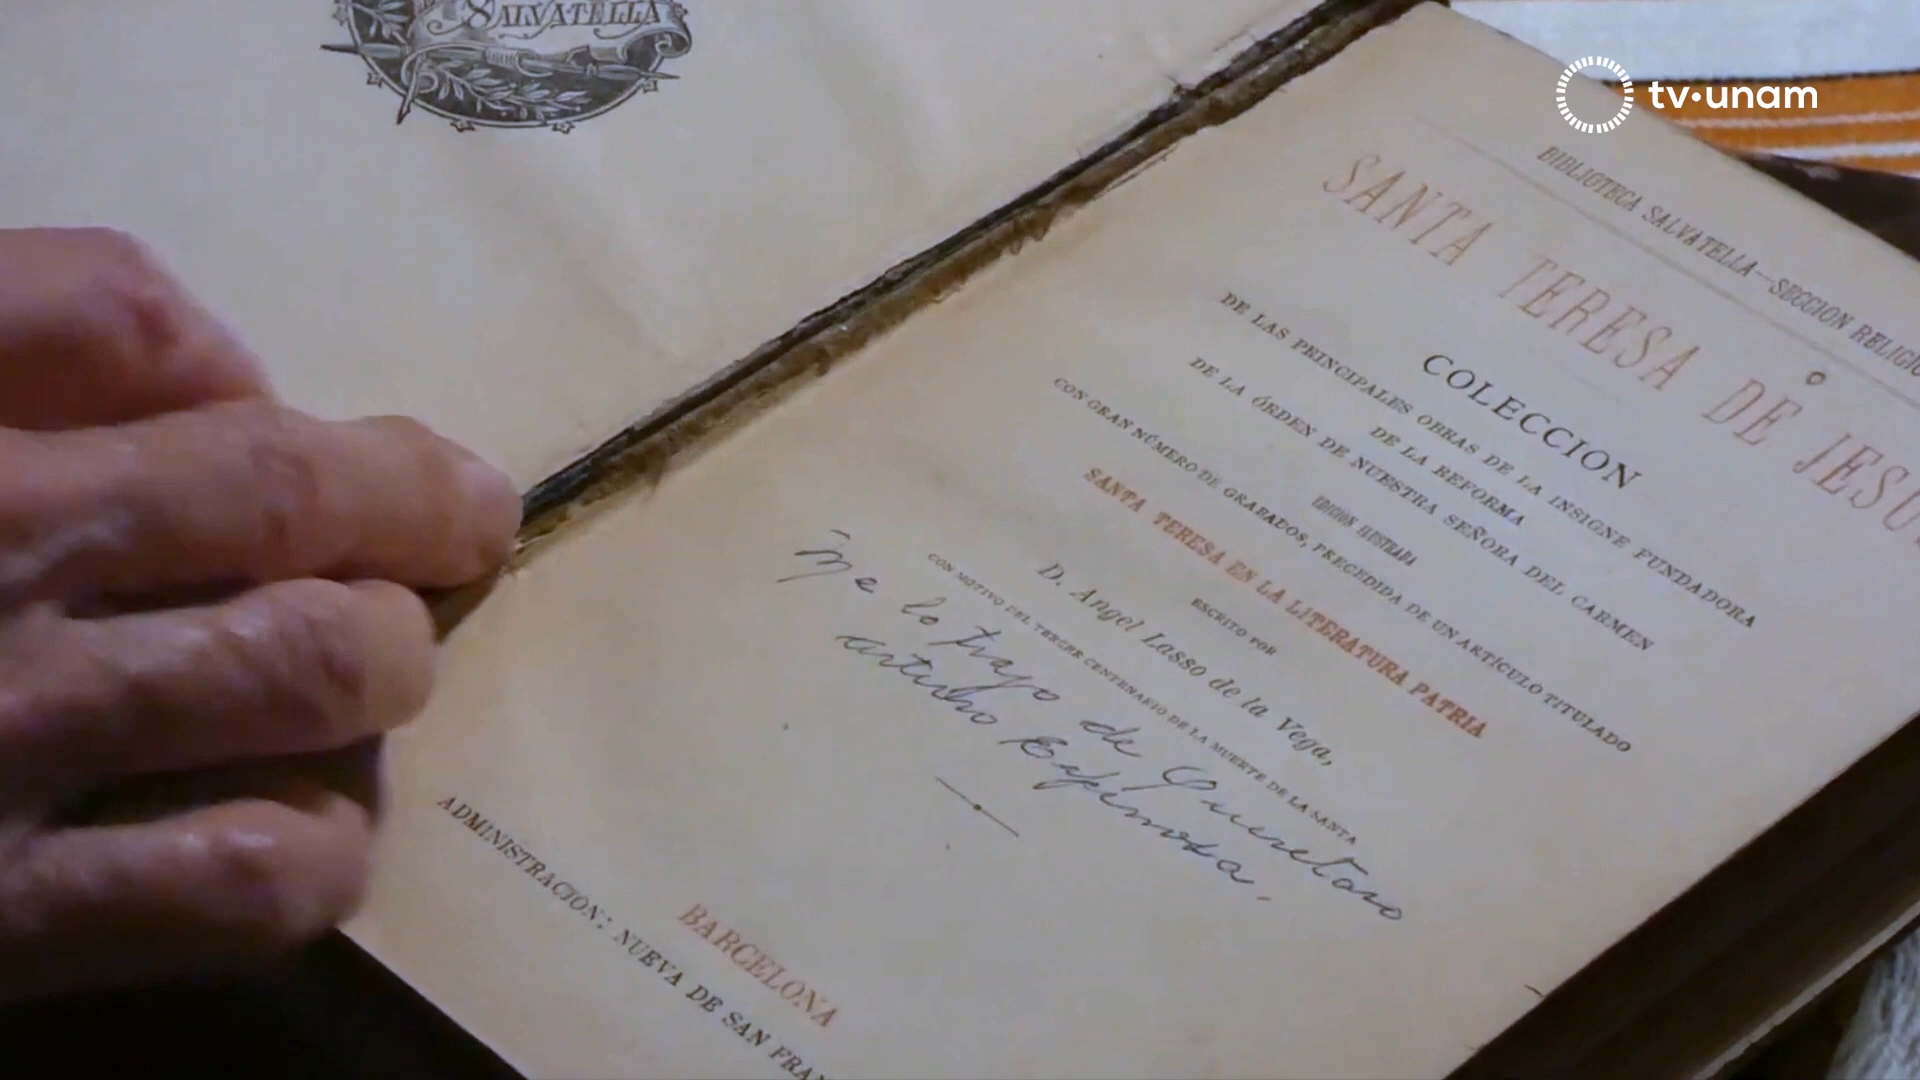 SALVATELLA
tv·unam
BIBLIOTECA SALVATELLA—SECCION RELIGIO
SANTA TERESA DE JESU
COLECCION
DE LAS PRINCIPALES OBRAS DE LA INSIGNE FUNDADORA
DE LA REFORMA
DE LA ÓRDEN DE NUESTRA SEÑORA DEL CARMEN
EDICION ILUSTRADA
CON GRAN NÚMERO DE GRABADOS, PRECEDIDA DE UN ARTÍCULO TITULADO
SANTA TERESA EN LA LITERATURA PATRIA
ESCRITO POR
D. Angel Lasso de la Vega,
CON MOTIVO DEL TERCER CENTENARIO DE LA MUERTE DE LA SANTA
Me lo trajo de Queretaro
arturo Espinosa.
BARCELONA
ADMINISTRACION: NUEVA DE SAN FRAN